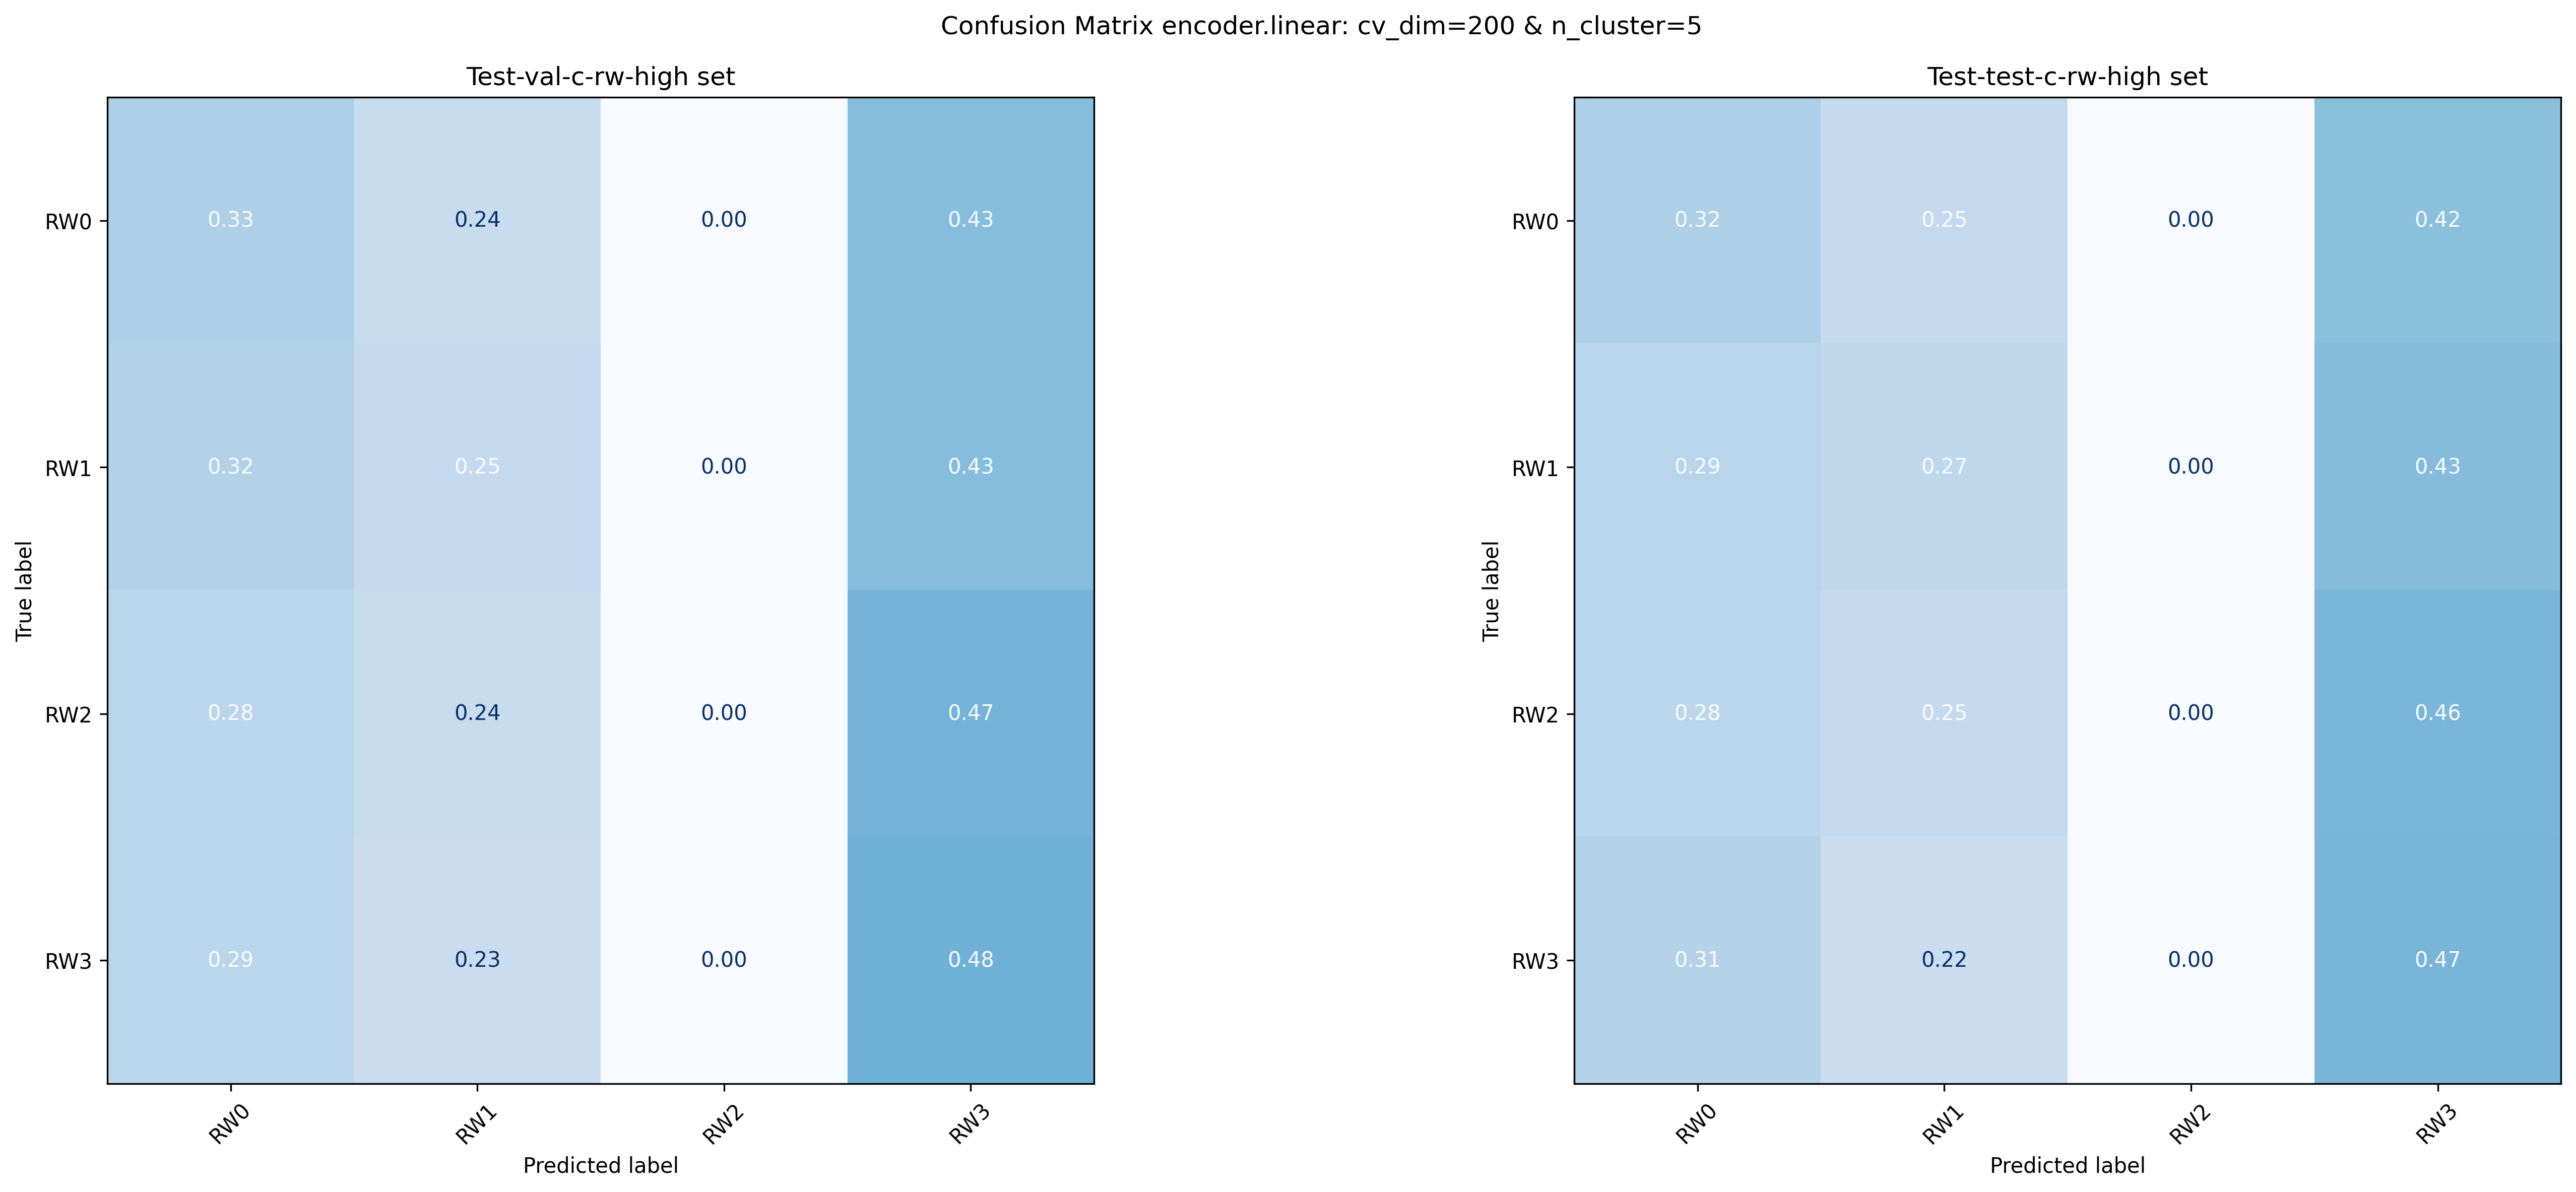 Confusion Matrix encoder.linear: cv_dim=200 & n_cluster=5
Test-val-c-rw-high set
True label
RW0 0.33 0.24 0.00 0.43
RW1 0.32 0.25 0.00 0.43
RW2 0.28 0.24 0.00 0.47
RW3 0.29 0.23 0.00 0.48
RW0 RW1 RW2 RW3
Predicted label
Test-test-c-rw-high set
True label
RW0 0.32 0.25 0.00 0.42
RW1 0.29 0.27 0.00 0.43
RW2 0.28 0.25 0.00 0.46
RW3 0.31 0.22 0.00 0.47
RW0 RW1 RW2 RW3
Predicted label